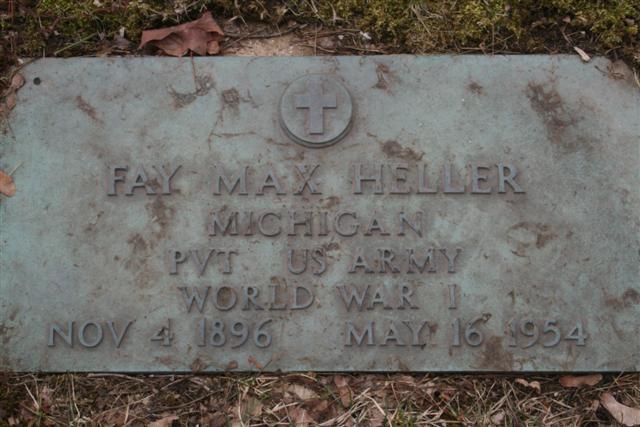 FAY MAX HELLER
MICHIGAN
PVT US ARMY
WORLD WAR I
NOV 4 1896 MAY 16 1954